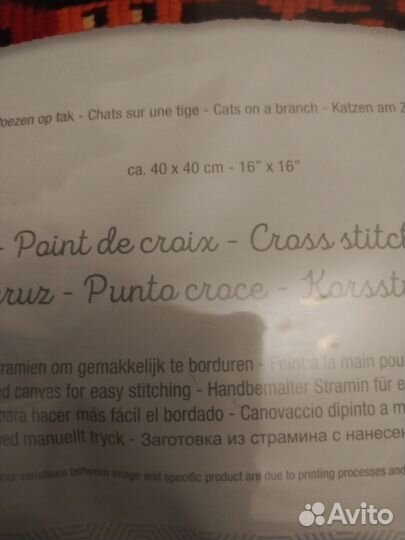 oezen op tak - Chats sur une tige - Cats on a branch - Katzen am Z
ca. 40 x 40 cm - 16" x 16"
- Point de croix - Cross stitch
cruz - Punto croce - Korsst
tramien om gemakkelijk te borduren - Peint à la main pou
ed canvas for easy stitching - Handbemalter Stramin für e
para hacer más fácil el bordado - Canovaccio dipinto a m
ed manuellt tryck - Заготовка из страмина с нанесен
our variations between image and specific product are due to printing processes and
Avito